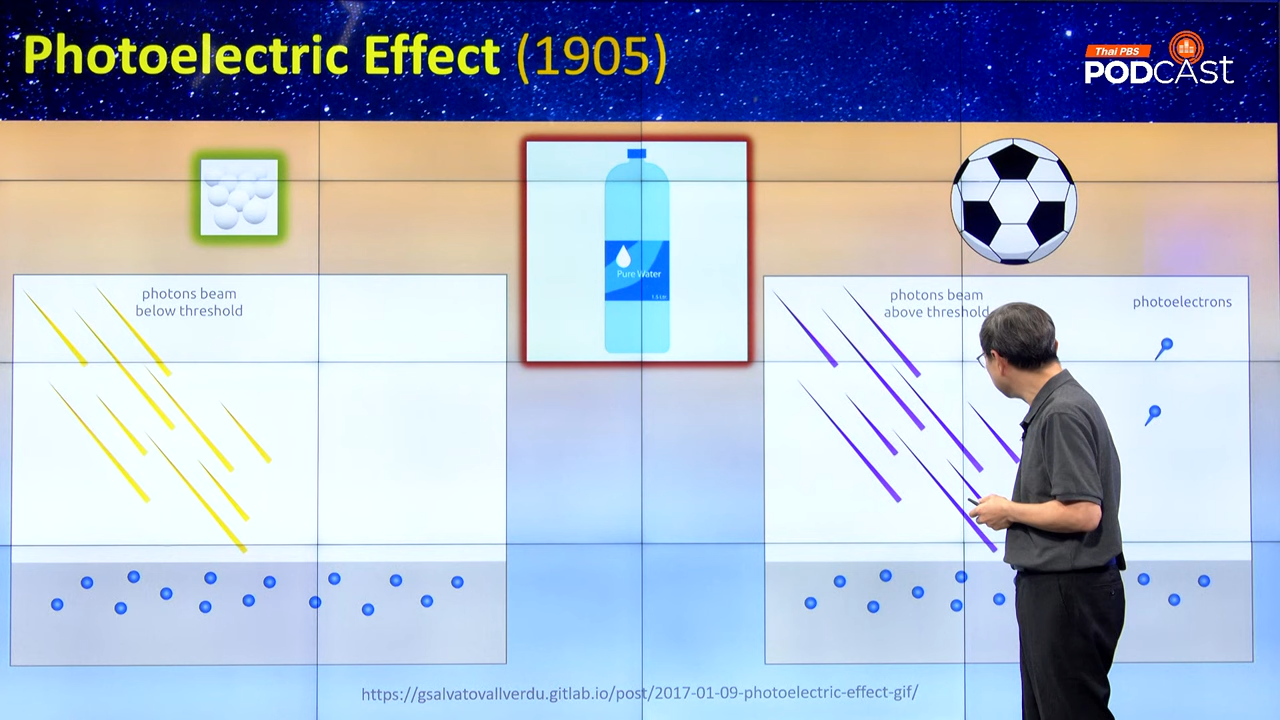 Photoelectric Effect (1905)
Thai PBS
PODCAst
Pure Water
photons beam
below threshold
photons beam
above threshold
photoelectrons
https://gsalvatovallverdu.gitlab.io/post/2017-01-09-photoelectric-effect-gif/